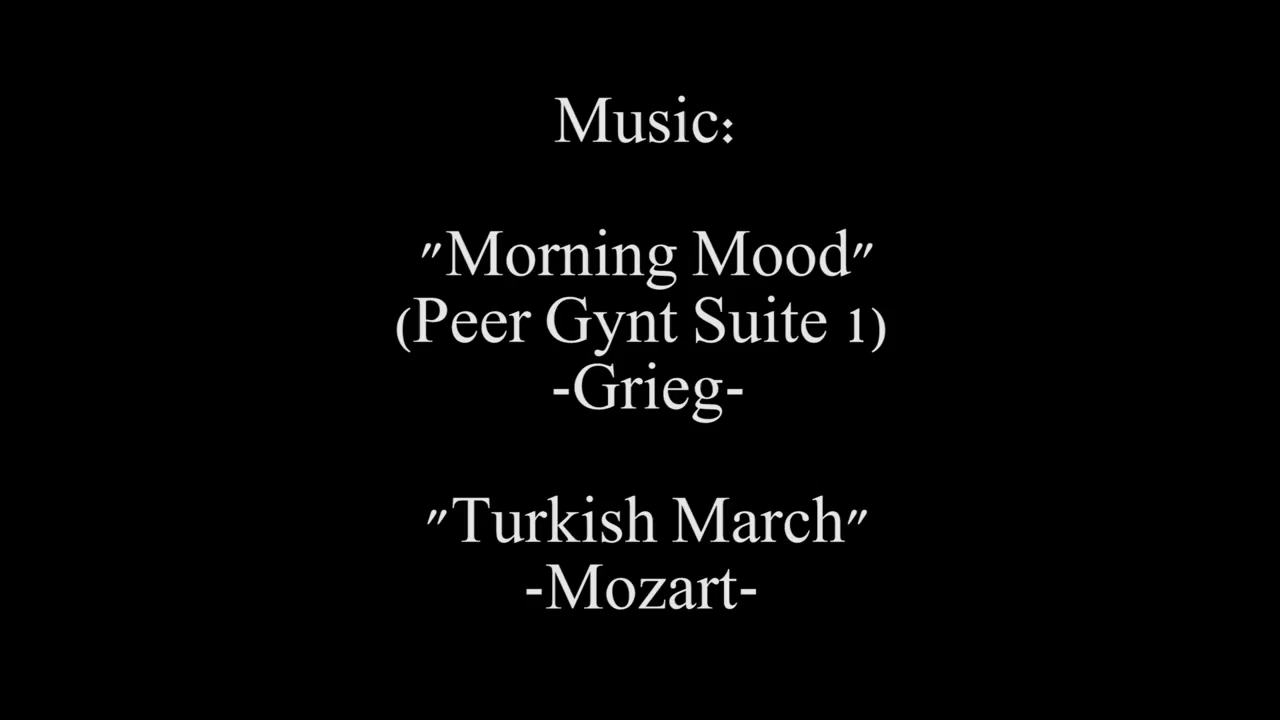 Music:
"Morning Mood"
(Peer Gynt Suite 1)
-Grieg-
"Turkish March"
-Mozart-